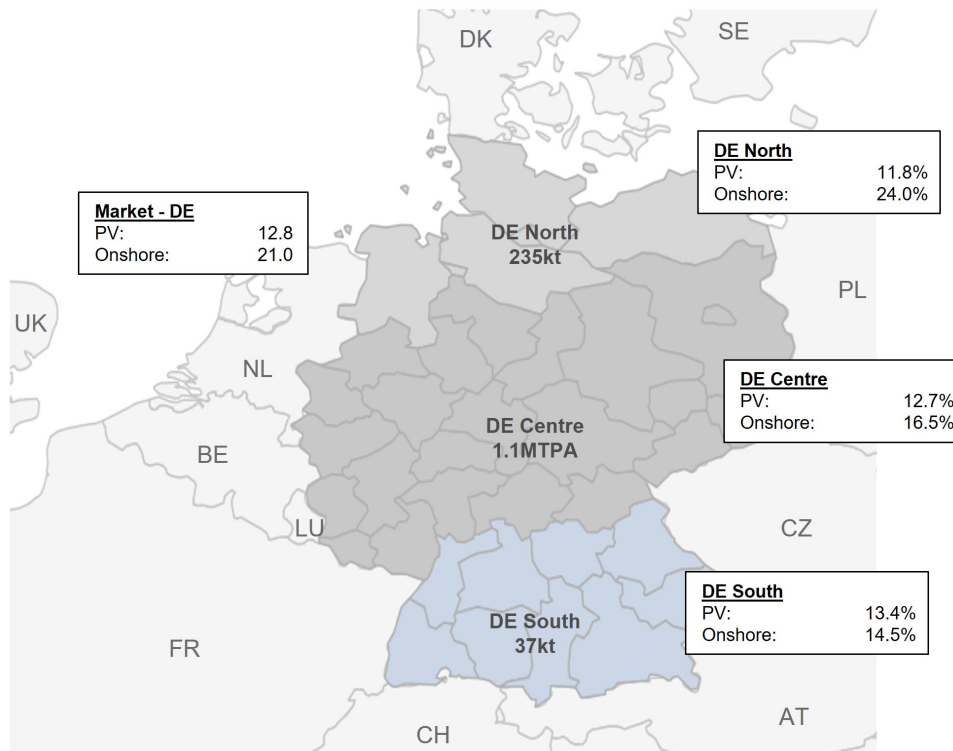 DK
SE
DE North
PV: 11.8%
Onshore: 24.0%
Market - DE
PV: 12.8
Onshore: 21.0
DE North
235kt
PL
UK
NL
DE Centre
PV: 12.7%
Onshore: 16.5%
DE Centre
1.1MTPA
BE
LU
CZ
DE South
PV: 13.4%
Onshore: 14.5%
DE South
37kt
FR
AT
CH